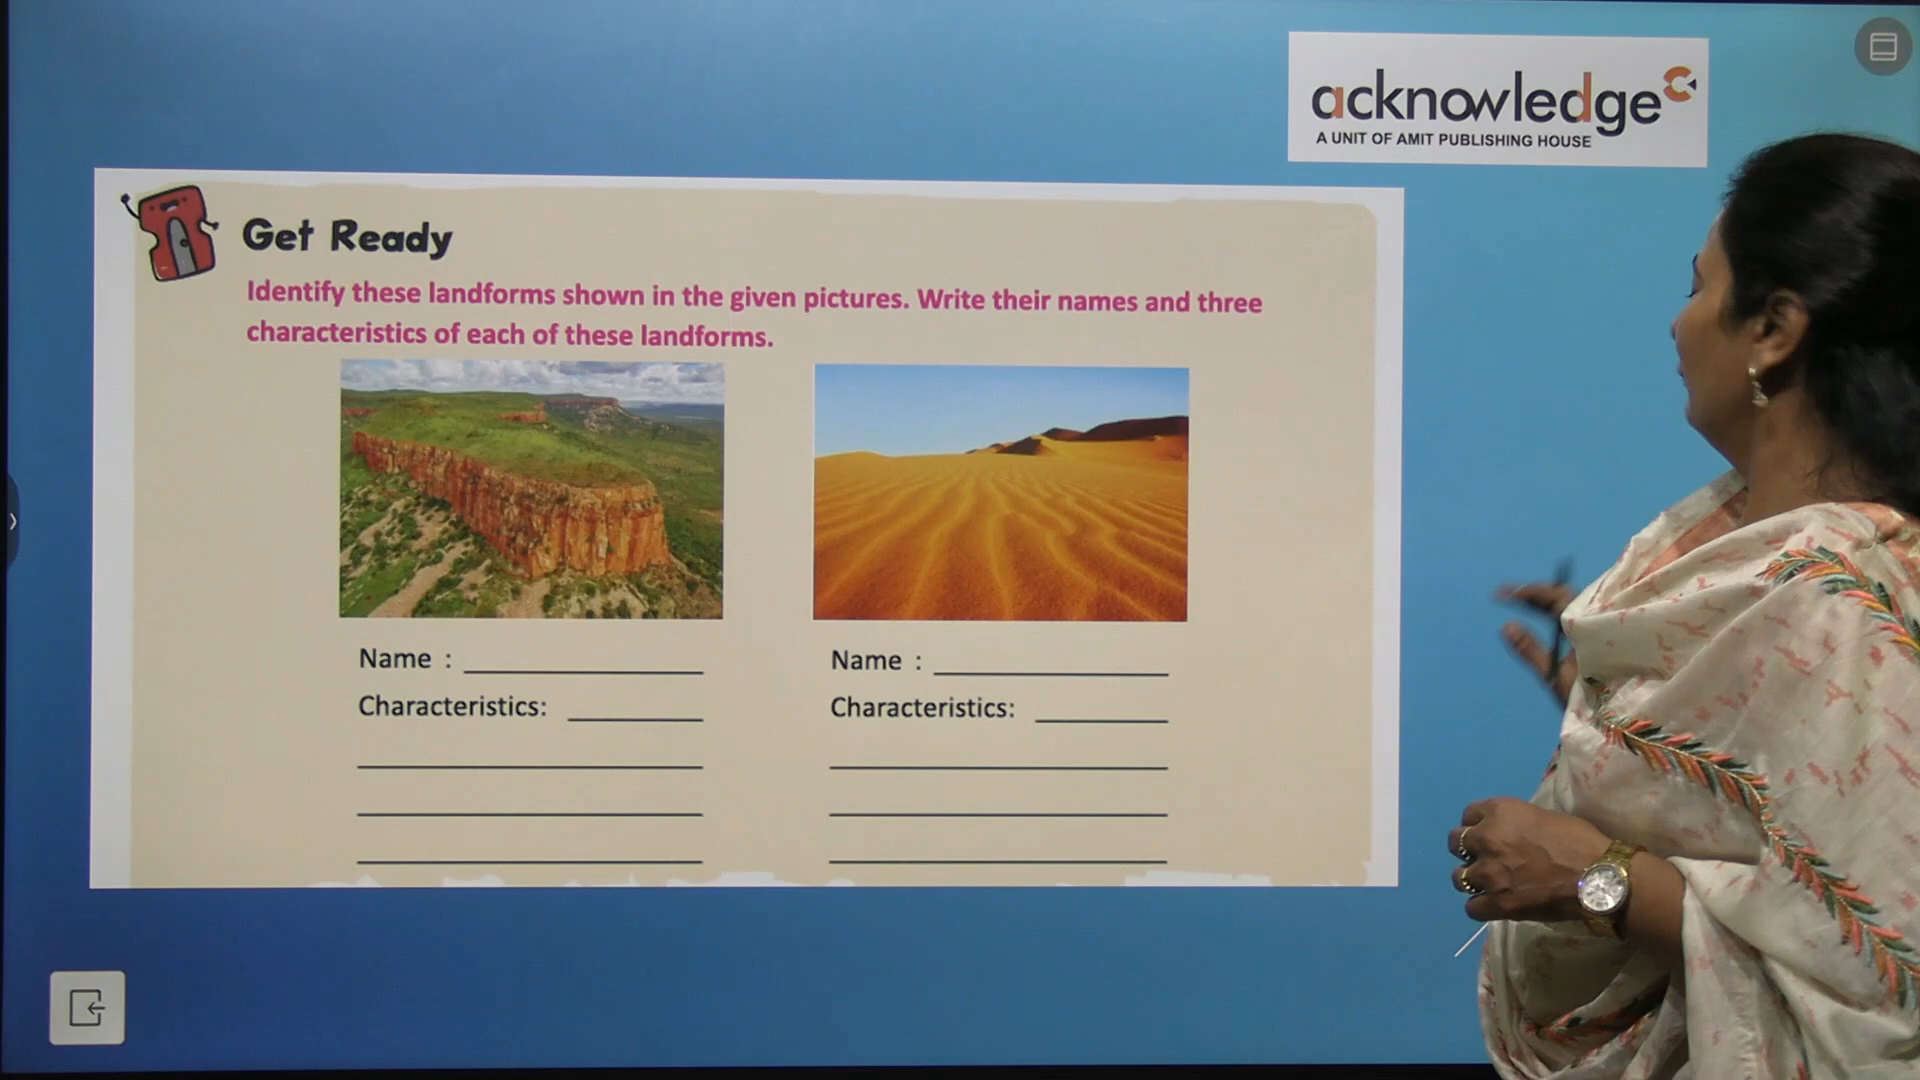 acknowledge
A UNIT OF AMIT PUBLISHING HOUSE
Get Ready
Identify these landforms shown in the given pictures. Write their names and three
characteristics of each of these landforms.
Name :
Characteristics:
Name :
Characteristics: